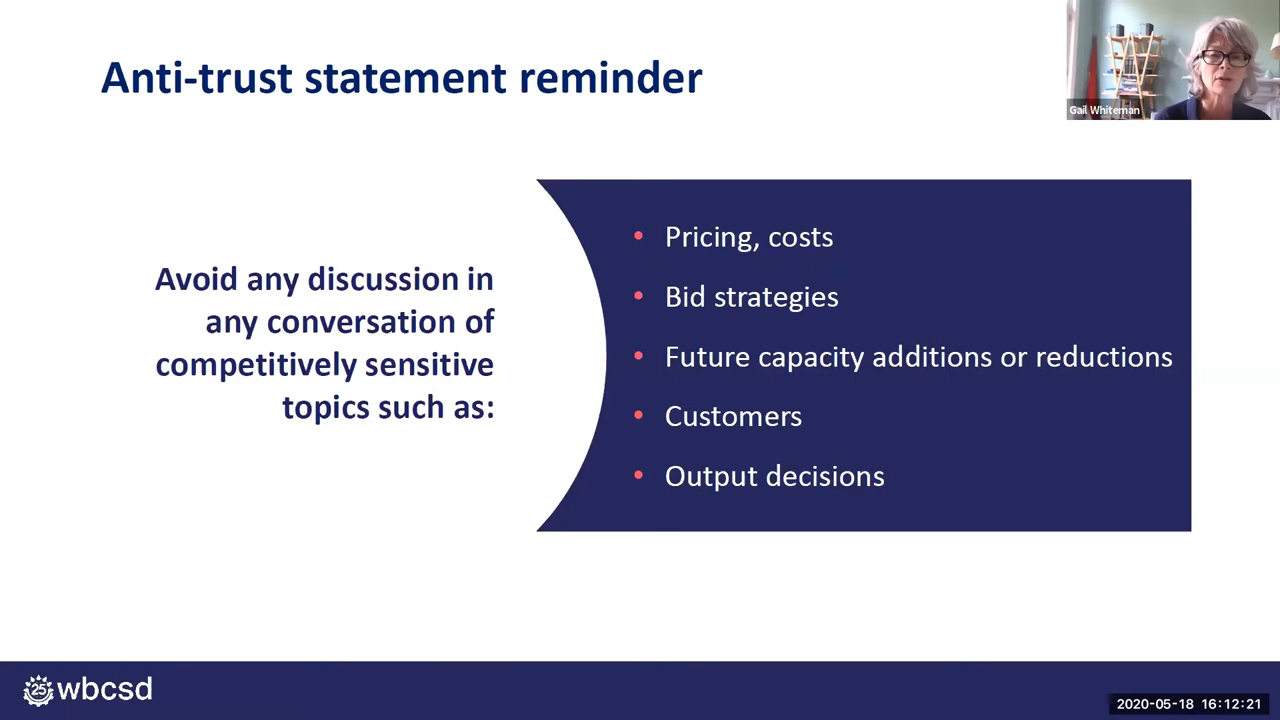 Anti-trust statement reminder
Gail Whiteman
Avoid any discussion in
any conversation of
competitively sensitive
topics such as:
• Pricing, costs
• Bid strategies
• Future capacity additions or reductions
• Customers
• Output decisions
25 wbcsd
2020-05-18 16:12:21